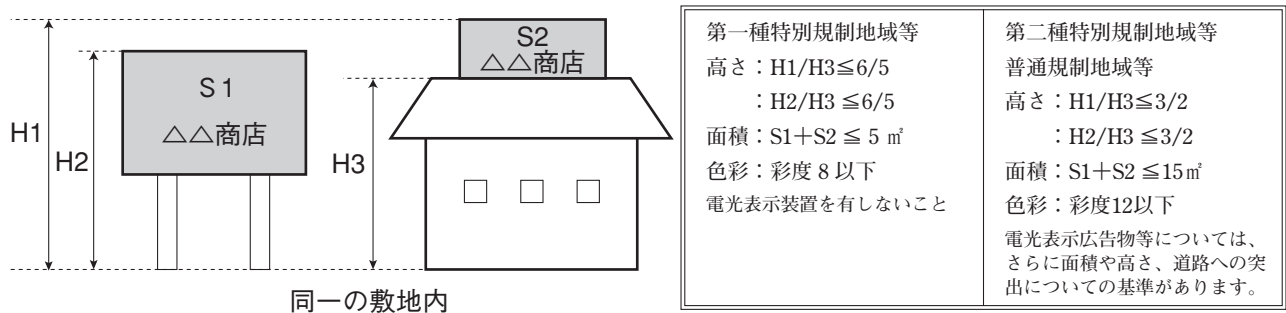 S1
△△商店
S2
△△商店
H1
H2
H3
同一の敷地内
第一種特別規制地域等
高さ：H1/H3≦6/5
：H2/H3 ≦6/5
面積：S1＋S2 ≦ 5 ㎡
色彩：彩度 8 以下
電光表示装置を有しないこと
第二種特別規制地域等
普通規制地域等
高さ：H1/H3≦3/2
：H2/H3 ≦3/2
面積：S1＋S2 ≦15㎡
色彩：彩度12以下
電光表示広告物等については、
さらに面積や高さ、道路への突
出についての基準があります。